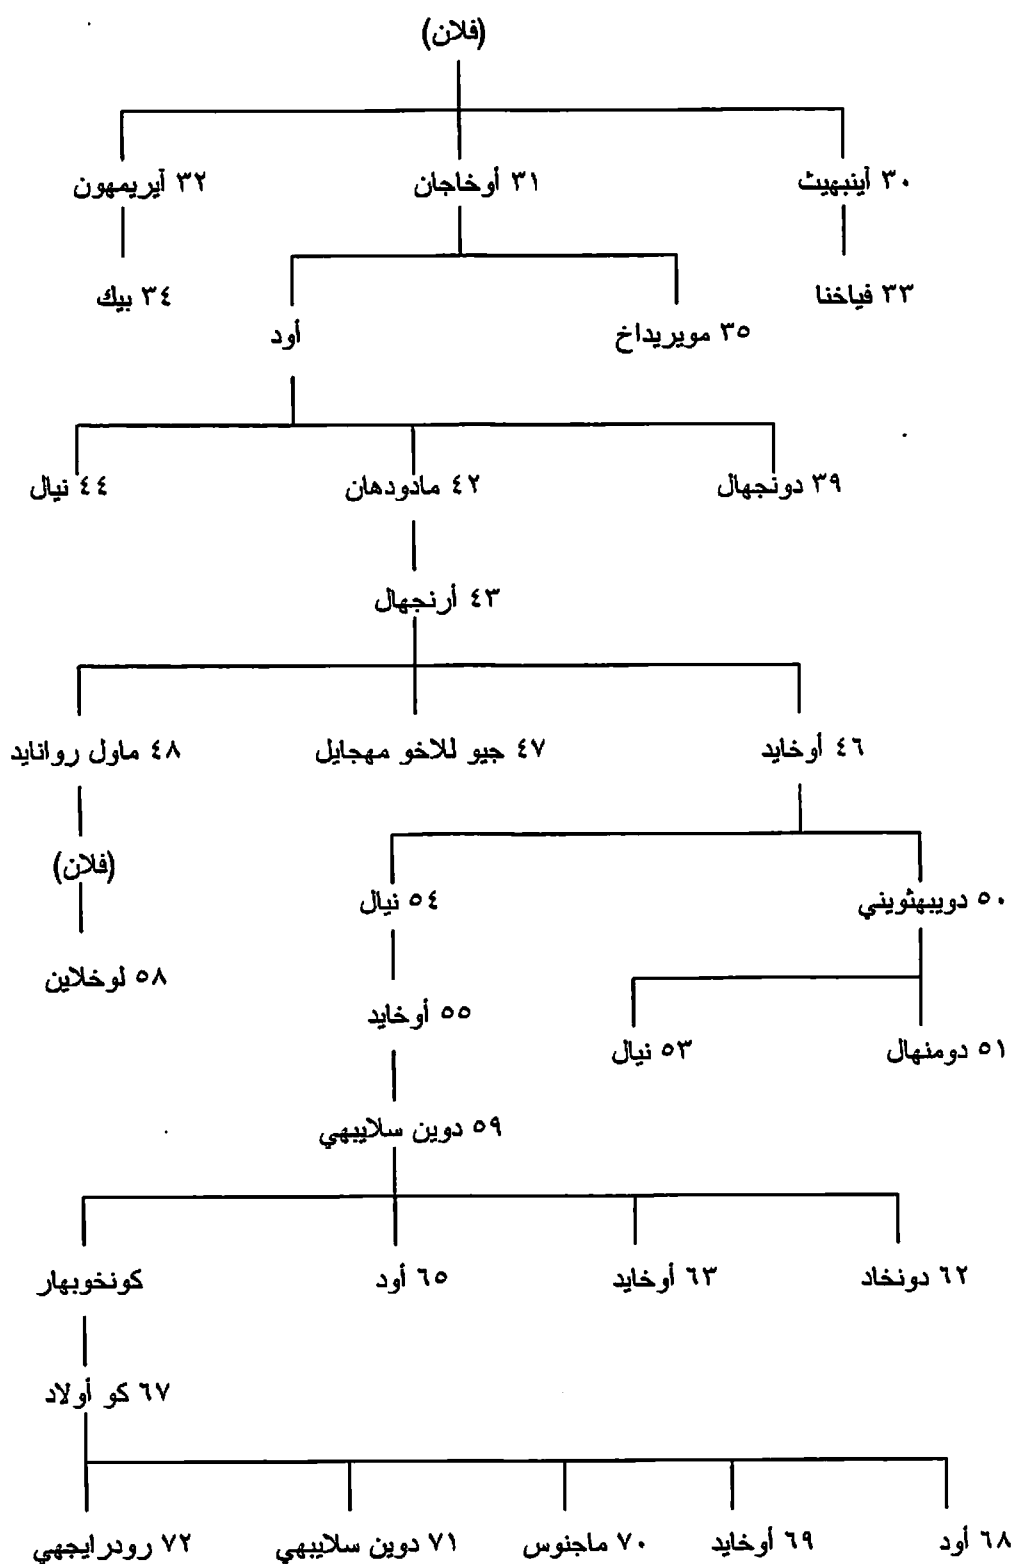 (فلان)
٣٠ أينبهيث ٣١ أوخاجان ٣٢ آيريمهون
٣٣ فياخنا ٣٤ بيك
٣٥ مويريداخ أود
٣٩ دونجهال ٤٢ مادودهان ٤٤ نيال
٤٣ أرنجهال
٤٦ أوخايد ٤٧ جيو للاخو مهجايل ٤٨ ماول روانايد
(فلان)
٥٠ دويبهثويني ٥٤ نيال
٥٨ لوخلاين
٥٥ أوخايد
٥١ دومنهال ٥٣ نيال
٥٩ دوين سلايبهي
٦٢ دونخاد ٦٣ أوخايد ٦٥ أود كونخوبهار
٦٧ كو أولاد
٦٨ أود ٦٩ أوخايد ٧٠ ماجنوس ٧١ دوين سلايبهي ٧٢ رودرايجهي